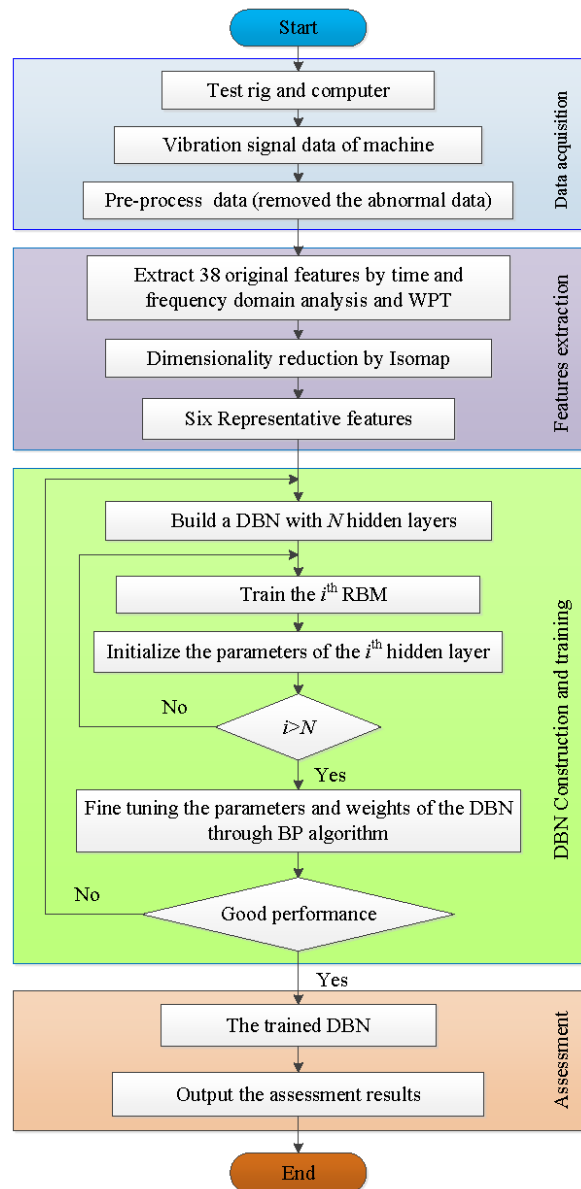 Start
Test rig and computer
Vibration signal data of machine
Pre-process data (removed the abnormal data)
Data acquisition
Extract 38 original features by time and
frequency domain analysis and WPT
Dimensionality reduction by Isomap
Six Representative features
Features extraction
Build a DBN with N hidden layers
Train the i^th RBM
Initialize the parameters of the i^th hidden layer
No
i>N
Yes
Fine tuning the parameters and weights of the DBN
through BP algorithm
No
Good performance
DBN Construction and training
Yes
The trained DBN
Output the assessment results
Assessment
End